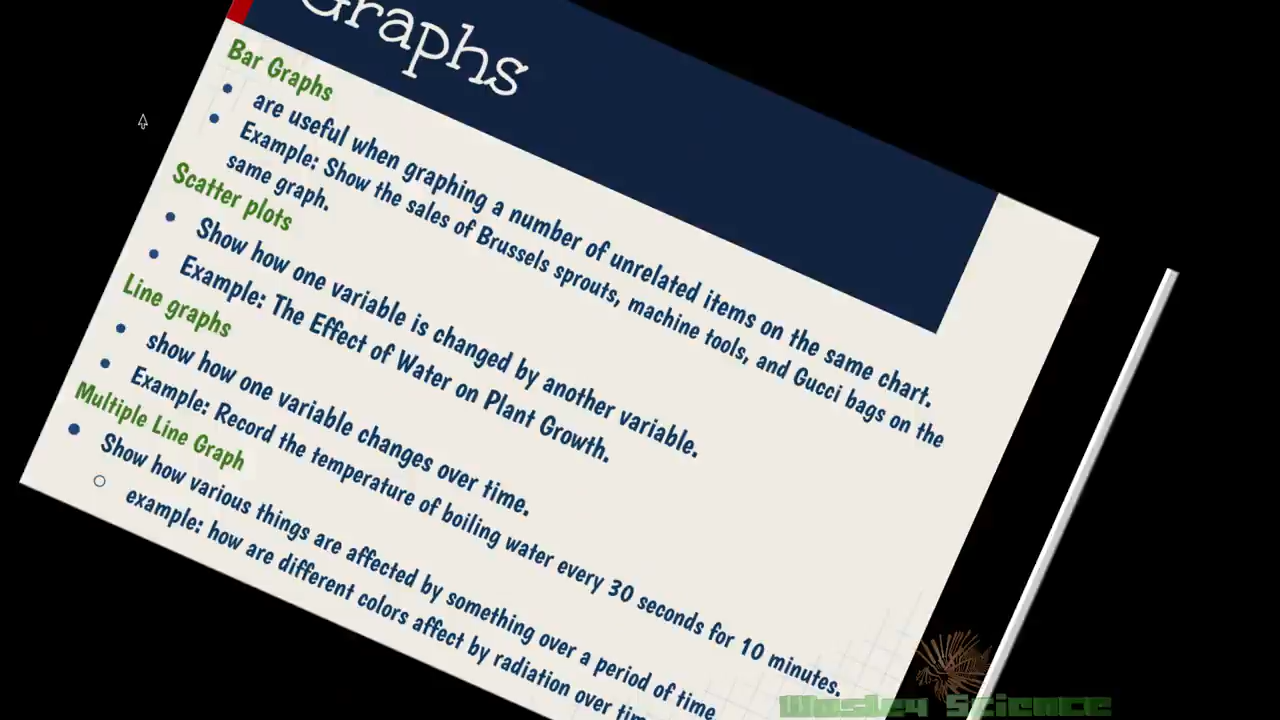 Graphs
Bar Graphs
are useful when graphing a number of unrelated items on the same chart.
Example: Show the sales of Brussels sprouts, machine tools, and Gucci bags on the
same graph.
Scatter plots
Show how one variable is changed by another variable.
Example: The Effect of Water on Plant Growth.
Line graphs
show how one variable changes over time.
Example: Record the temperature of boiling water every 30 seconds for 10 minutes.
Multiple Line Graph
Show how various things are affected by something over a period of time
example: how are different colors affect by radiation over
Wosley Science